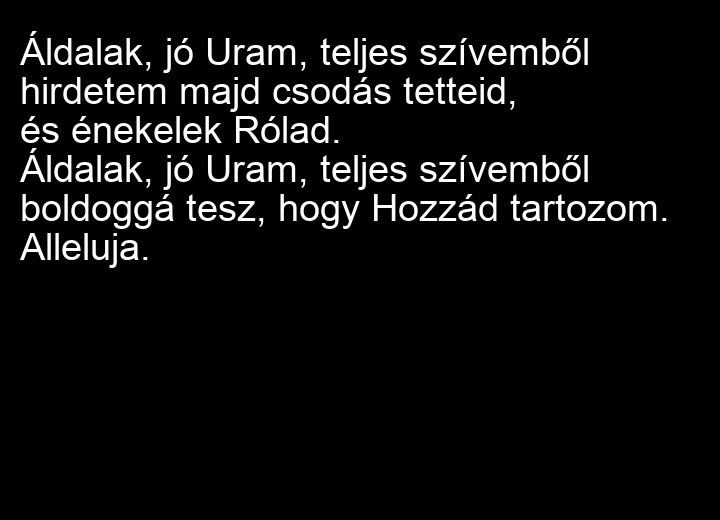 Áldalak, jó Uram, teljes szívemből
hirdetem majd csodás tetteid,
és énekelek Rólad.
Áldalak, jó Uram, teljes szívemből
boldoggá tesz, hogy Hozzád tartozom.
Alleluja.